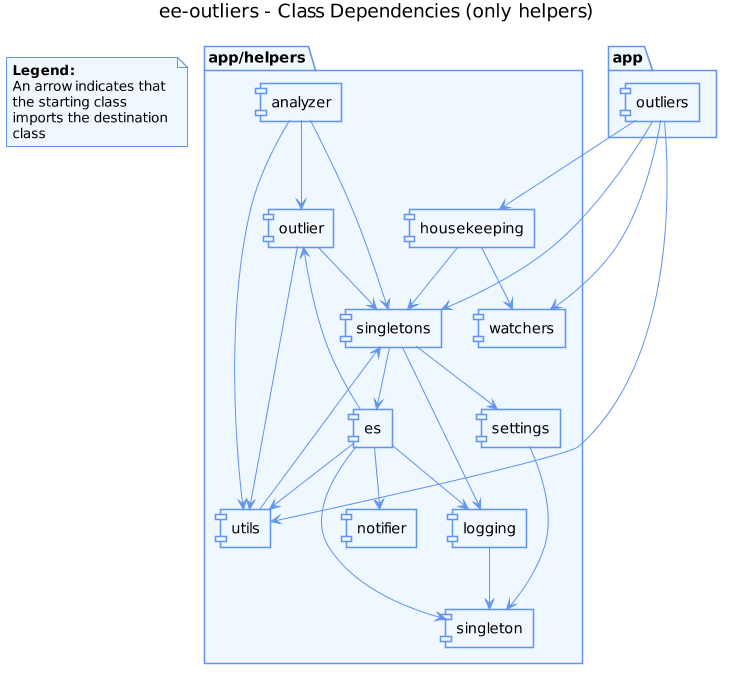 ee-outliers - Class Dependencies (only helpers)
Legend:
An arrow indicates that
the starting class
imports the destination
class
app/helpers
app
analyzer
outliers
outlier
housekeeping
singletons
watchers
es
settings
utils
notifier
logging
singleton